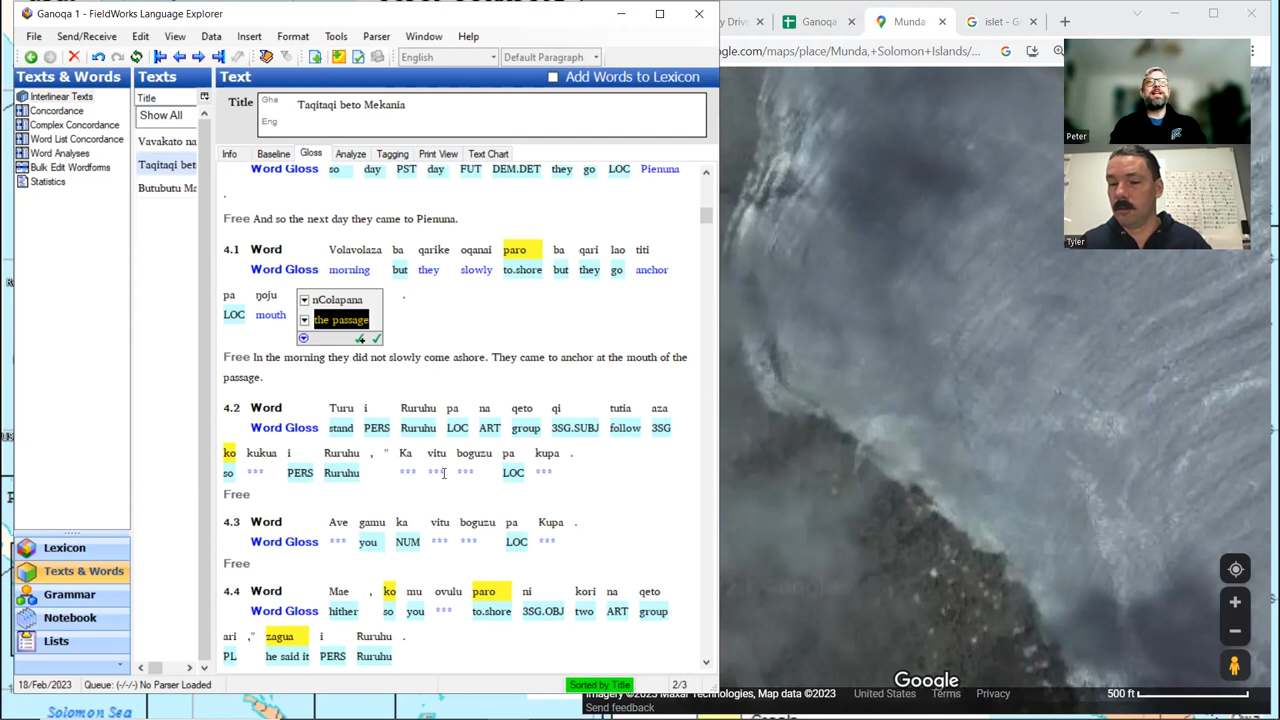 Ganoqa 1 - FieldWorks Language Explorer
File Send/Receive Edit View Data Insert Format Tools Parser Window Help
English Default Paragraph
Texts & Words Texts Text Add Words to Lexicon
Interlinear Texts
Concordance
Complex Concordance
Word List Concordance
Word Analyses
Bulk Edit Wordforms
Statistics
Lexicon
Texts & Words
Grammar
Notebook
Lists
Title
Show All
Vavakato na
Taqitaqi bet
Butubutu Ma
Title Gha Taqitaqi beto Mekania
Eng
Info Baseline Gloss Analyze Tagging Print View Text Chart
Word Gloss so day PST day FUT DEM.DET they go LOC Pienuna
.
Free And so the next day they came to Pienuna.
4.1 Word Volavolaza ba qarike oqanai paro ba qari lao titi
Word Gloss morning but they slowly to.shore but they go anchor
pa ŋoju nColapana .
LOC mouth the passage
Free In the morning they did not slowly come ashore. They came to anchor at the mouth of the
passage.
4.2 Word Turu i Ruruhu pa na qeto qi tutia aza
Word Gloss stand PERS Ruruhu LOC ART group 3SG.SUBJ follow 3SG
ko kukua i Ruruhu , " Ka vitu boguzu pa kupa .
so *** PERS Ruruhu *** *** *** LOC ***
Free
4.3 Word Ave gamu ka vitu boguzu pa Kupa .
Word Gloss *** you NUM *** *** LOC ***
Free
4.4 Word Mae , ko mu ovulu paro ni kori na qeto
Word Gloss hither so you *** to.shore 3SG.OBJ two ART group
ari ," zagua i Ruruhu .
PL he said it PERS Ruruhu
18/Feb/2023 Queue: (-/-/-) No Parser Loaded Sorted by Title 2/3
Solomon Sea
y Drive Ganoqa Munda islet - G
gle.com/maps/place/Munda,+Solomon+Islands/...
Peter
Tyler
Google
Imagery ©2023 Maxar Technologies, Map data ©2023 United States Terms Privacy 500 ft
Send feedback